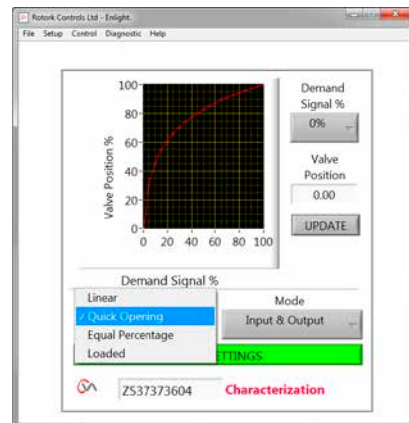 Rotork Controls Ltd - Enlight.
File Setup Control Diagnostic Help
100
80
60
40
20
0
Valve Position %
0 20 40 60 80 100
Demand Signal %
Demand
Signal %
0%
Valve
Position
0.00
UPDATE
Linear
✓ Quick Opening
Equal Percentage
Loaded
Mode
Input & Output
TTINGS
ZS37373604
Characterization